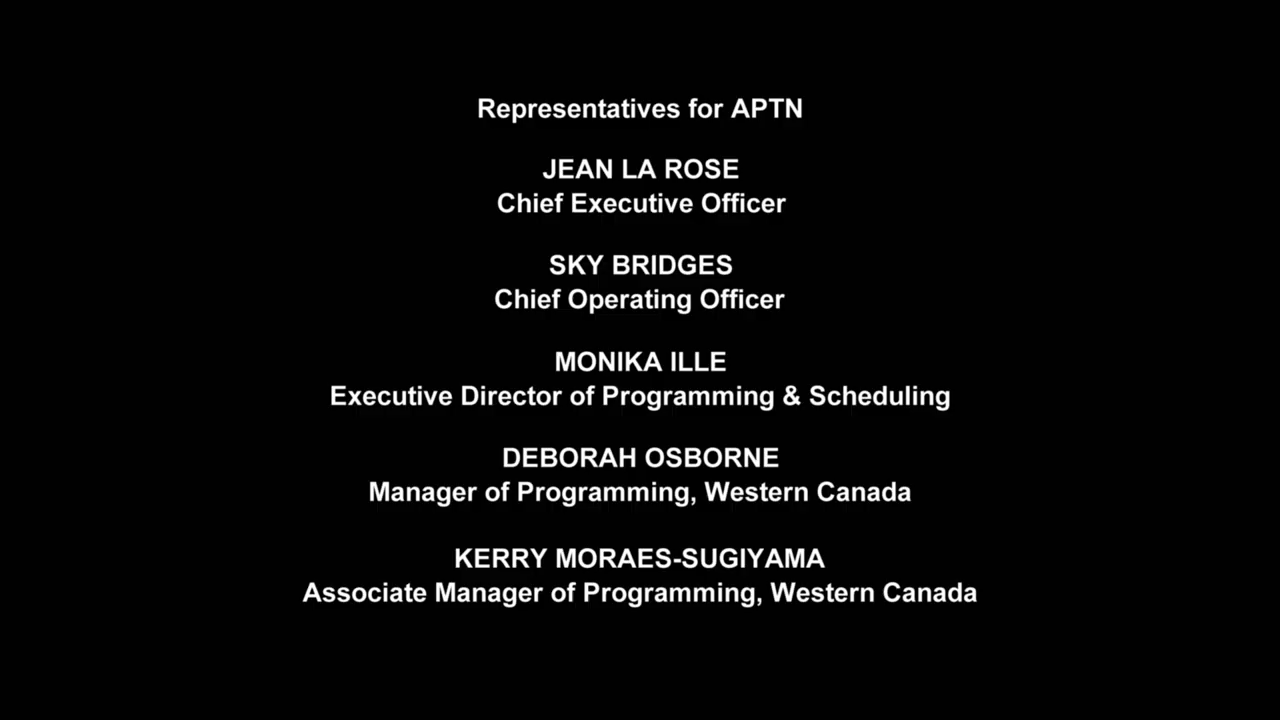 Representatives for APTN
JEAN LA ROSE
Chief Executive Officer
SKY BRIDGES
Chief Operating Officer
MONIKA ILLE
Executive Director of Programming & Scheduling
DEBORAH OSBORNE
Manager of Programming, Western Canada
KERRY MORAES-SUGIYAMA
Associate Manager of Programming, Western Canada